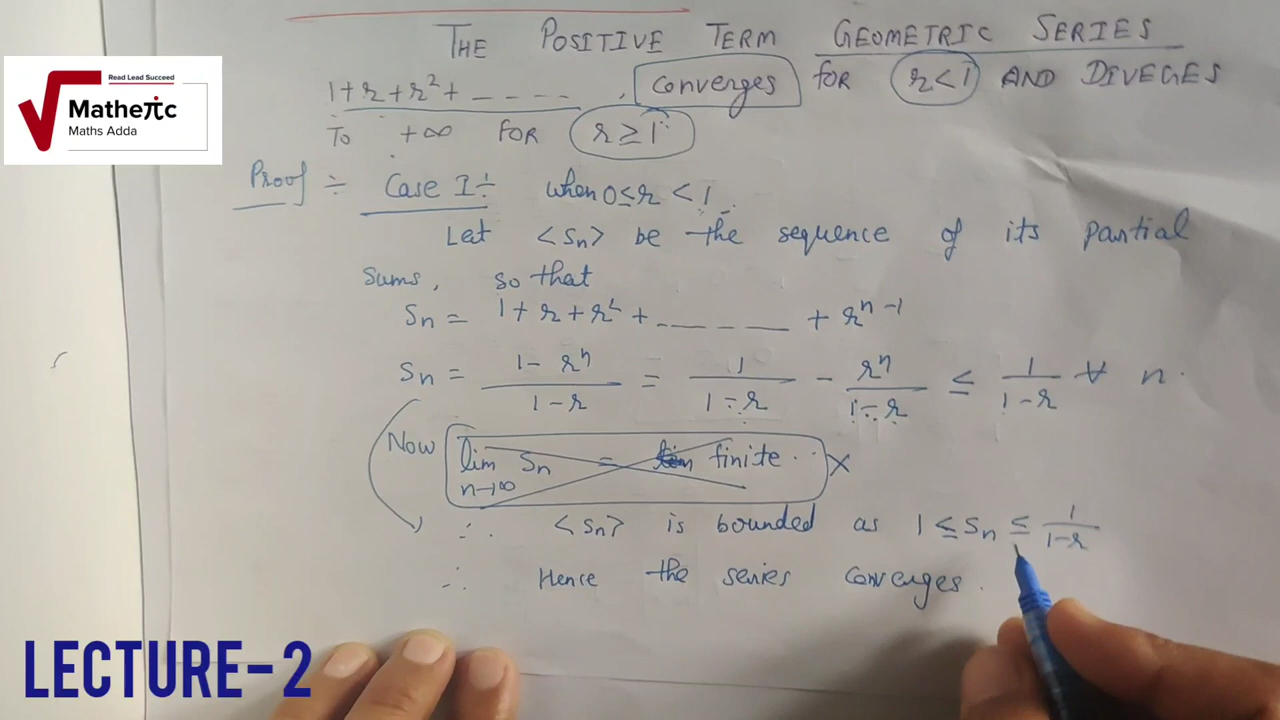 THE POSITIVE TERM GEOMETRIC SERIES
1+r+r²+ _ _ _ _ , Converges for r<1 AND DIVEGES
TO +∞ FOR r≥1
Read Lead Succeed
Matheπc
Maths Adda
Proof :- Case I :- when 0≤r<1
Let <Sn> be the sequence of its partial
Sums, so that
Sn = 1+r+r²+ _ _ _ _ + r^n-1
Sn = (1-r^n)/(1-r) = 1/(1-r) - r^n/(1-r) ≤ 1/(1-r) ∀ n.
Now lim n→∞ Sn = lim finite. ×
∴ <Sn> is bounded as 1≤Sn≤ 1/(1-r)
∴ Hence the series Converges.
LECTURE-2